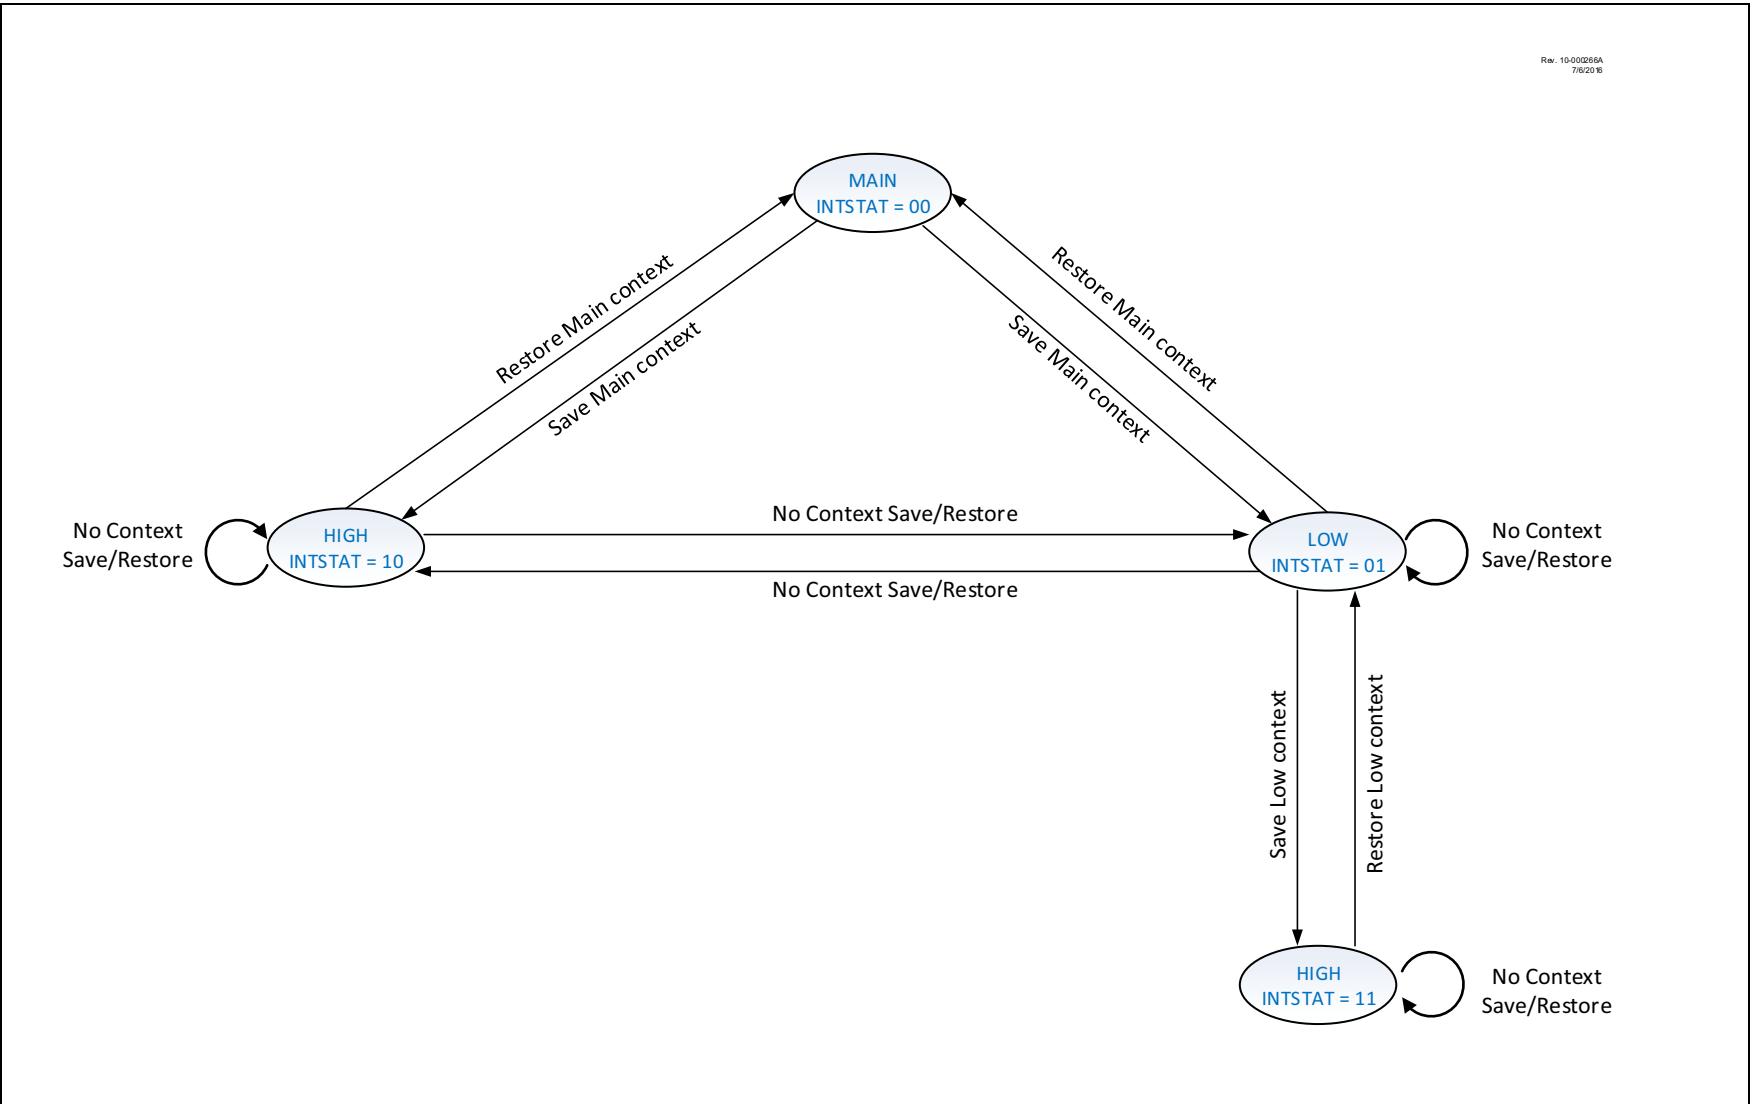 Rev. 10-000266A
7/6/2016
MAIN
INTSTAT = 00
Restore Main context
Save Main context
Restore Main context
Save Main context
No Context
Save/Restore
HIGH
INTSTAT = 10
No Context Save/Restore
No Context Save/Restore
LOW
INTSTAT = 01
No Context
Save/Restore
Save Low context
Restore Low context
HIGH
INTSTAT = 11
No Context
Save/Restore